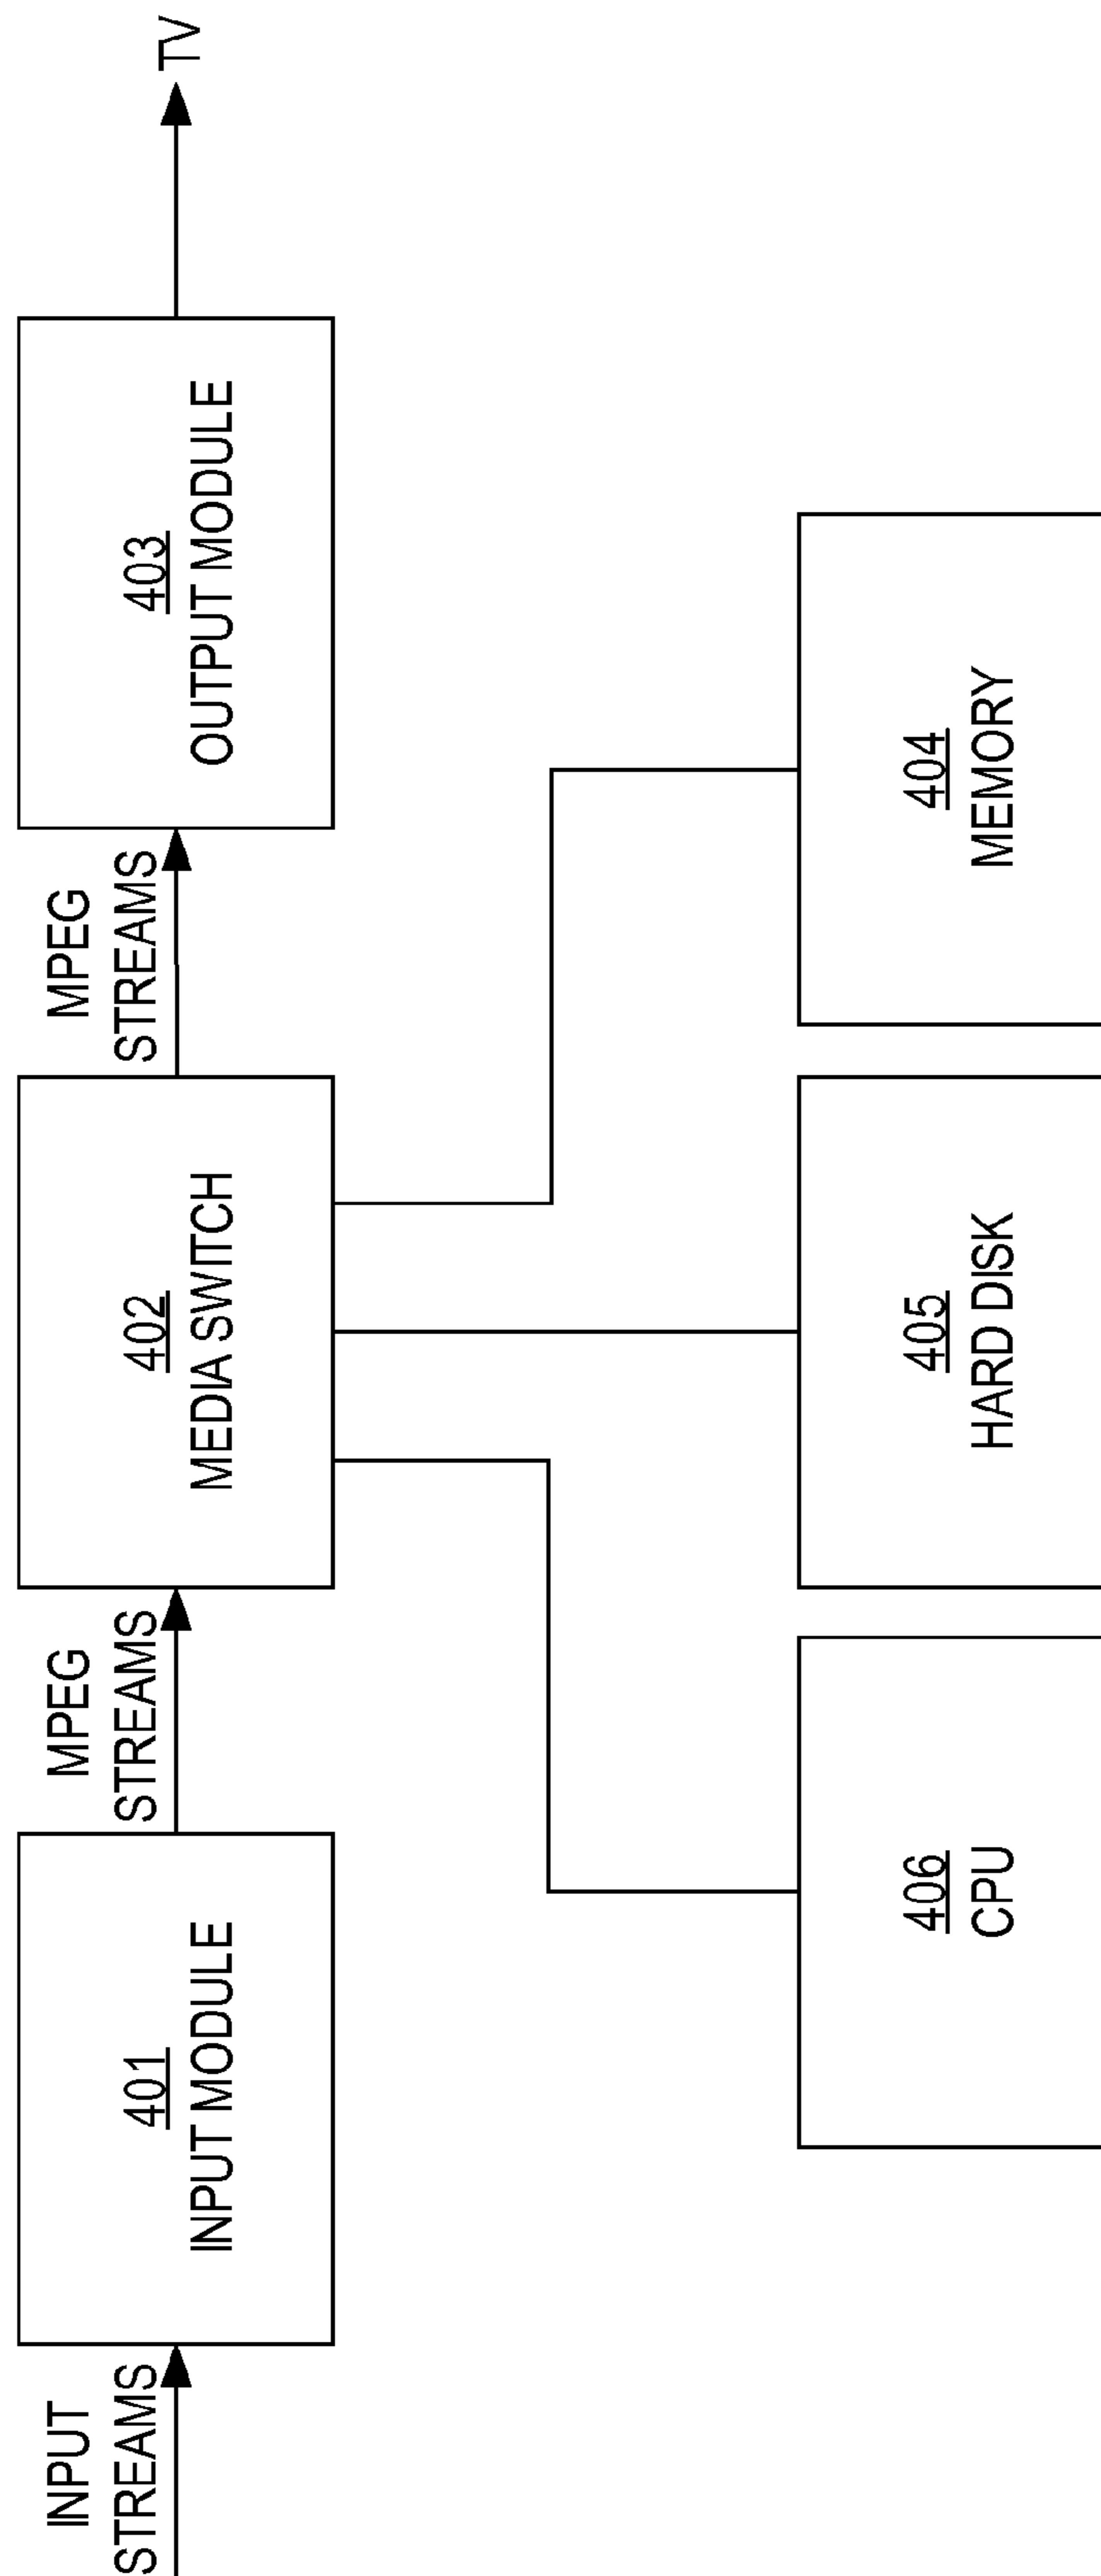 INPUT
STREAMS
401
INPUT MODULE
MPEG
STREAMS
402
MEDIA SWITCH
MPEG
STREAMS
403
OUTPUT MODULE
TV
406
CPU
405
HARD DISK
404
MEMORY